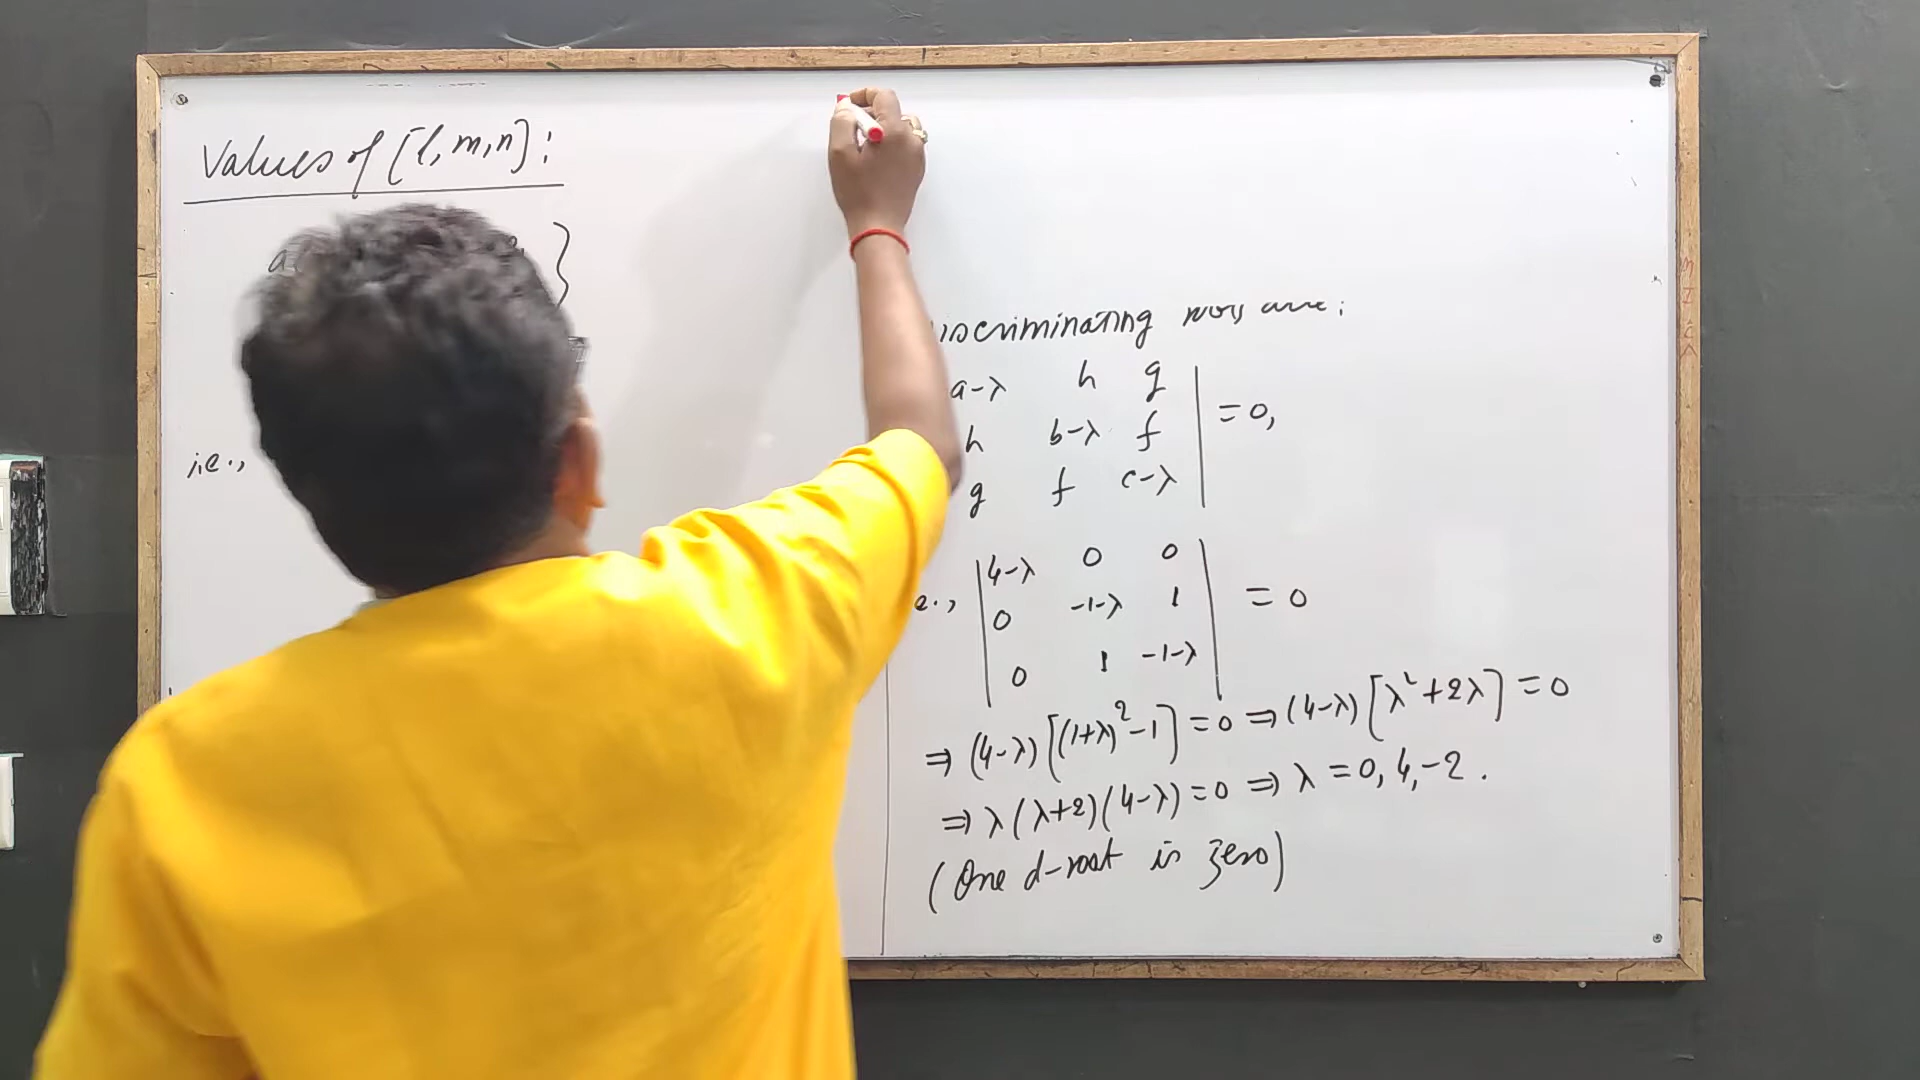 Values of [l, m, n]:
a
}
i.e.,
iscriminating nos are:
a-λ h g
h b-λ f | = 0,
g f c-λ
e., | 4-λ 0 0
0 -1-λ 1 | = 0
0 1 -1-λ
⇒ (4-λ)[(1+λ)²-1] = 0 ⇒ (4-λ)[λ²+2λ] = 0
⇒ λ(λ+2)(4-λ) = 0 ⇒ λ = 0, 4, -2.
(One d-root is zero)